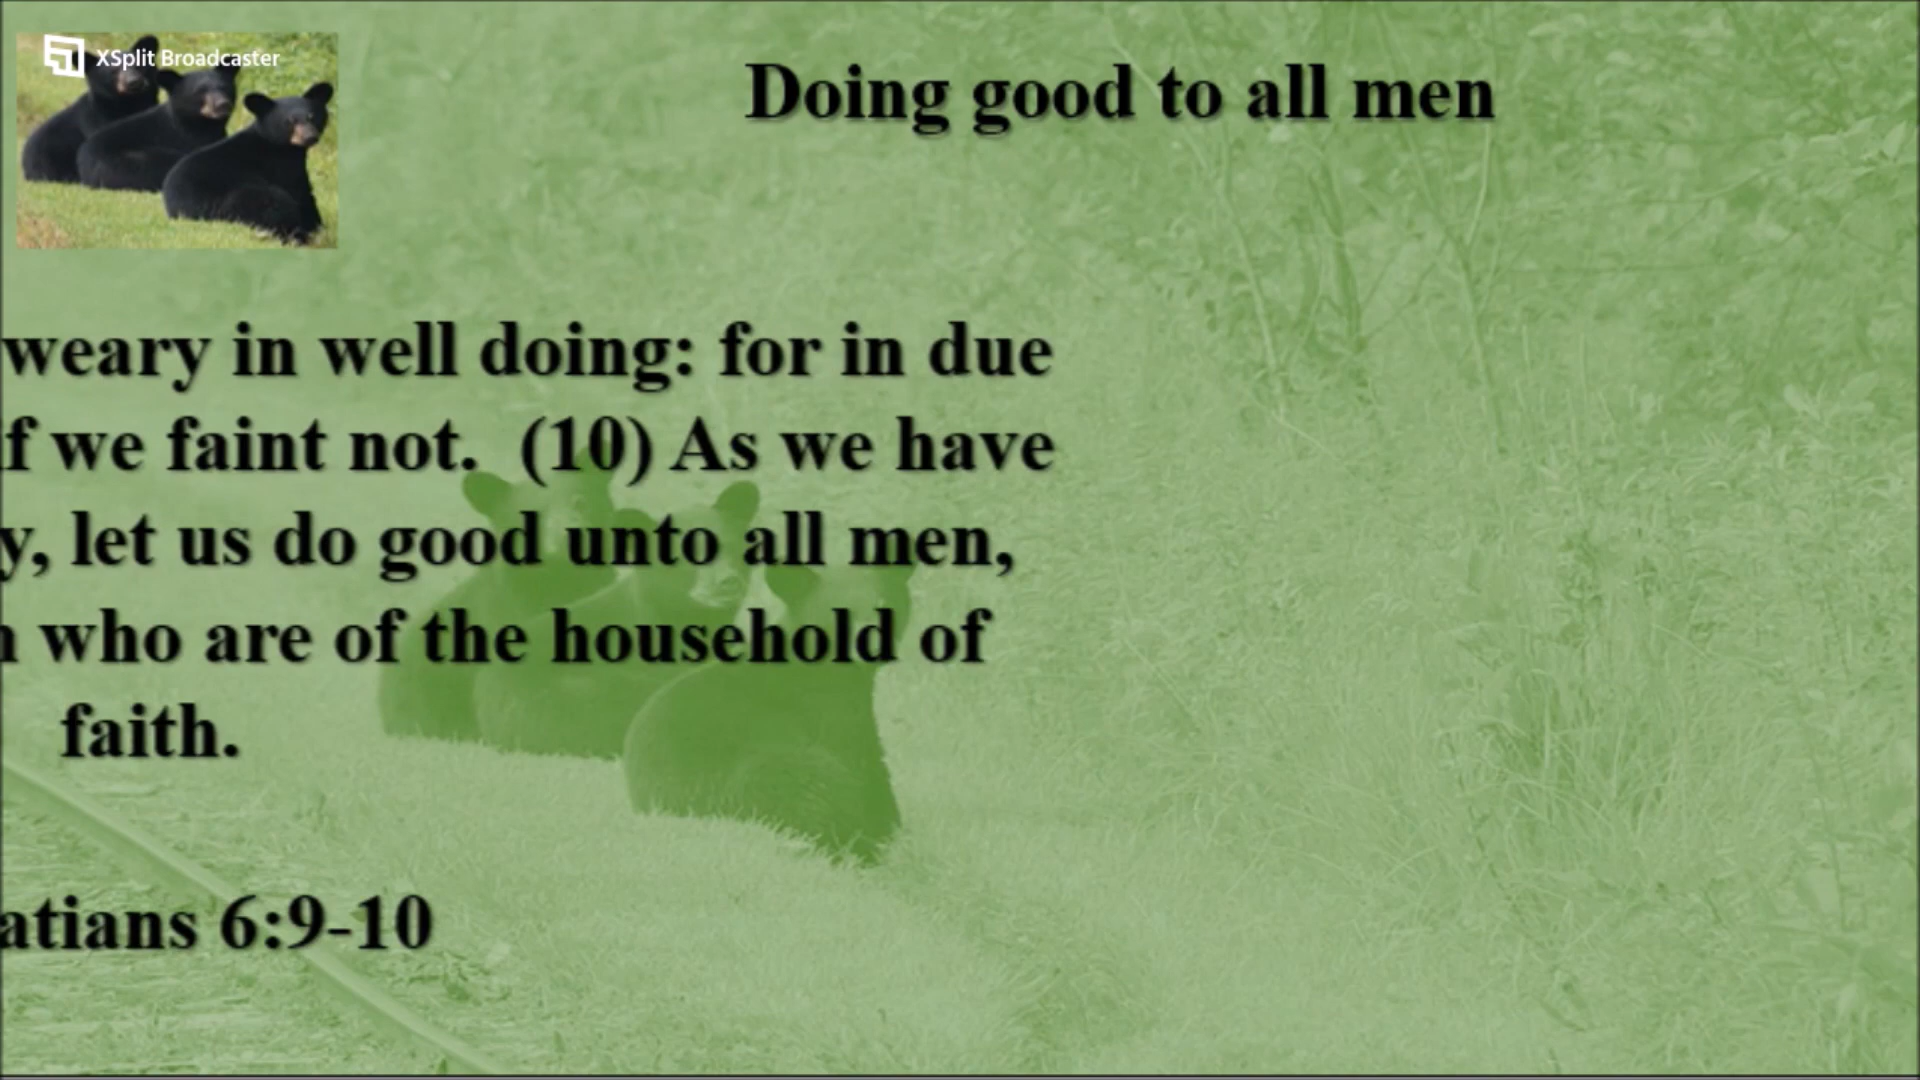 XSplit Broadcaster
Doing good to all men
weary in well doing: for in due
if we faint not.  (10) As we have
y, let us do good unto all men,
who are of the household of
faith.
atians 6:9-10